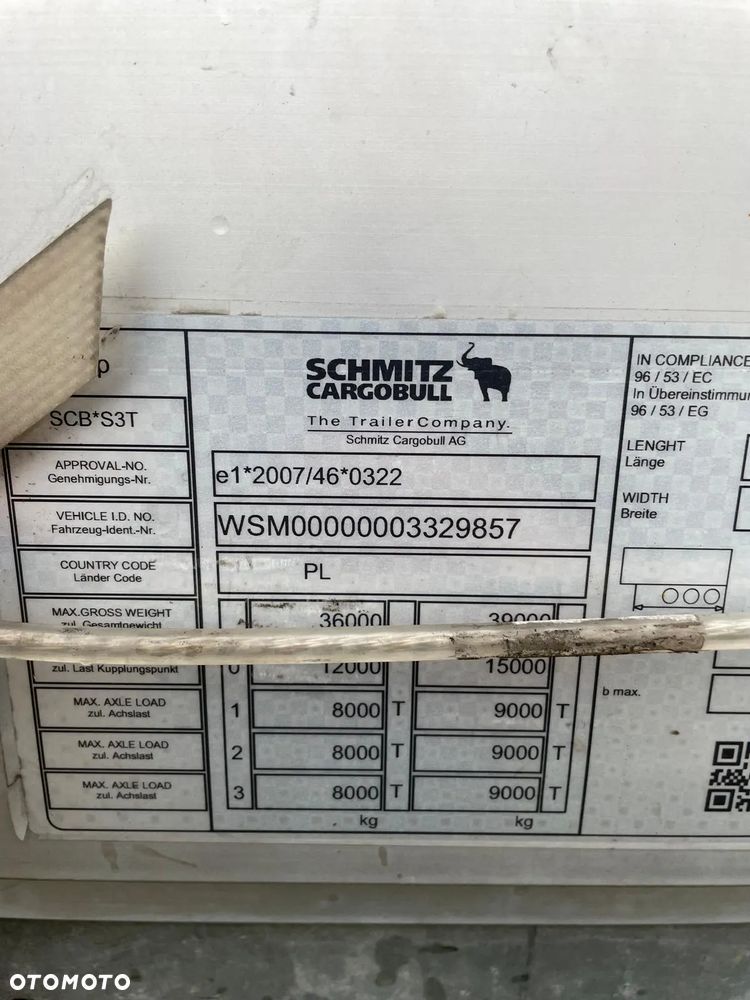 p
SCHMITZ
CARGOBULL
The TrailerCompany.
Schmitz Cargobull AG
SCB*S3T
APPROVAL-NO.
Genehmigungs-Nr.
e1*2007/46*0322
VEHICLE I.D. NO.
Fahrzeug-Ident.-Nr.
WSM00000003329857
COUNTRY CODE
Länder Code
PL
MAX.GROSS WEIGHT
zul. Gesamtgewicht
36000 T 39000
zul. Last Kupplungspunkt
0 12000 15000
MAX. AXLE LOAD
zul. Achslast
1 8000 T 9000 T
MAX. AXLE LOAD
zul. Achslast
2 8000 T 9000 T
MAX. AXLE LOAD
zul. Achslast
3 8000 T 9000 T
kg kg
IN COMPLIANCE
96 / 53 / EC
In Übereinstimmu
96 / 53 / EG
LENGHT
Länge
WIDTH
Breite
b max.
OTOMOTO